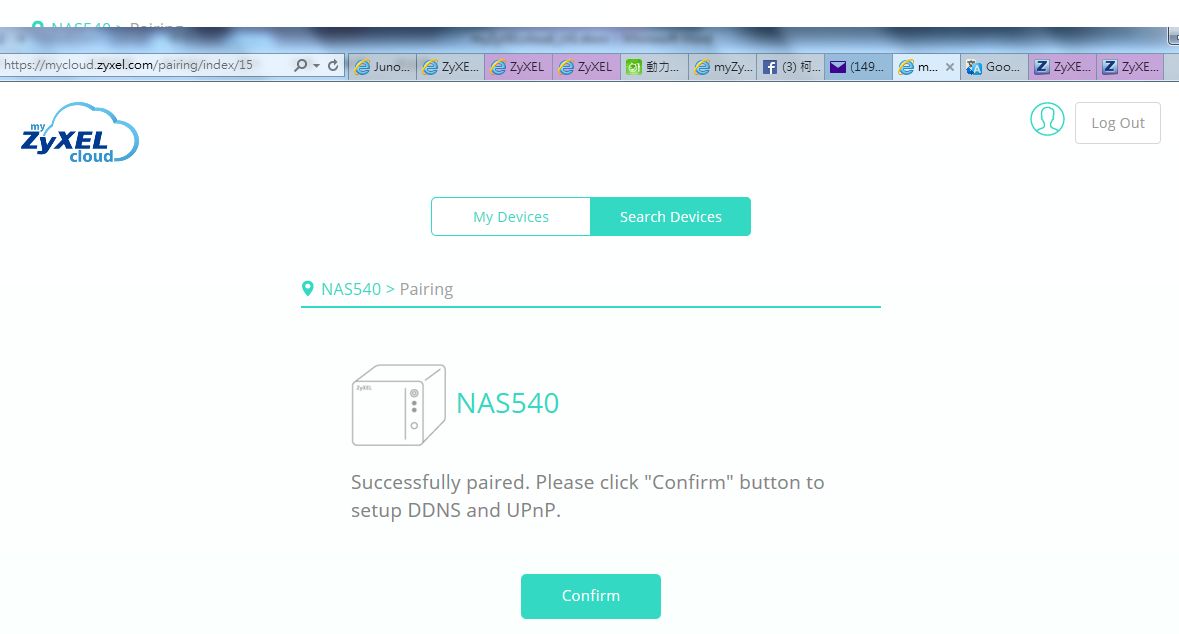 NAS540 > Pairing
https://mycloud.zyxel.com/pairing/index/15
Juno...
ZyXE...
ZyXEL
ZyXEL
動力...
myZy...
(3) 柯...
(149...
m...
Goo...
ZyXE...
ZyXE...
my
ZyXEL
cloud
Log Out
My Devices
Search Devices
NAS540 > Pairing
ZyXEL
NAS540
Successfully paired. Please click "Confirm" button to
setup DDNS and UPnP.
Confirm